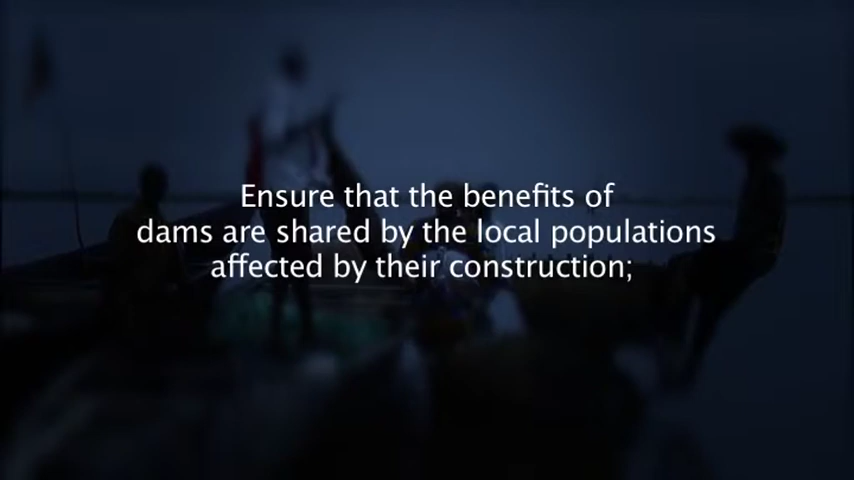 Ensure that the benefits of
dams are shared by the local populations
affected by their construction;